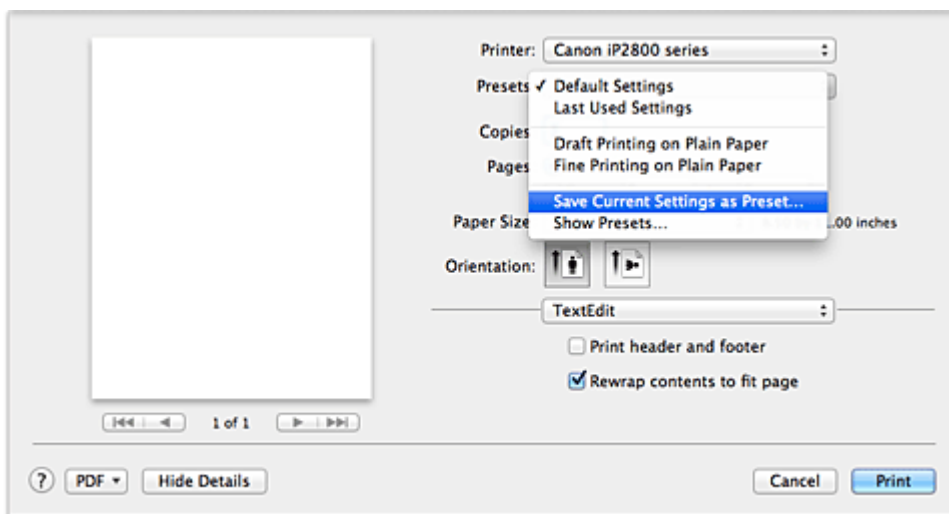 Printer: Canon iP2800 series
Presets ✓ Default Settings
Last Used Settings
Copies
Draft Printing on Plain Paper
Pages Fine Printing on Plain Paper
Save Current Settings as Preset...
Paper Size Show Presets... .00 inches
Orientation:
TextEdit
Print header and footer
Rewrap contents to fit page
1 of 1
? PDF Hide Details Cancel Print